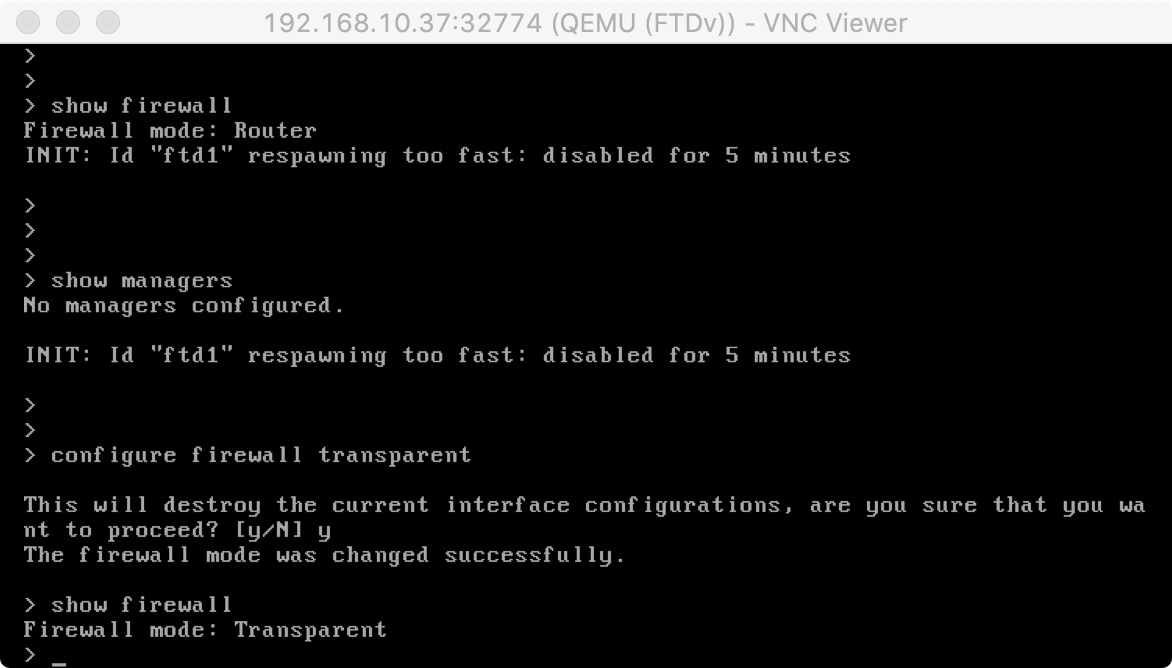 192.168.10.37:32774 (QEMU (FTDv)) - VNC Viewer
>
>
> show firewall
Firewall mode: Router
INIT: Id "ftd1" respawning too fast: disabled for 5 minutes
>
>
>
> show managers
No managers configured.
INIT: Id "ftd1" respawning too fast: disabled for 5 minutes
>
>
> configure firewall transparent
This will destroy the current interface configurations, are you sure that you wa
nt to proceed? [y/N] y
The firewall mode was changed successfully.
> show firewall
Firewall mode: Transparent
> _